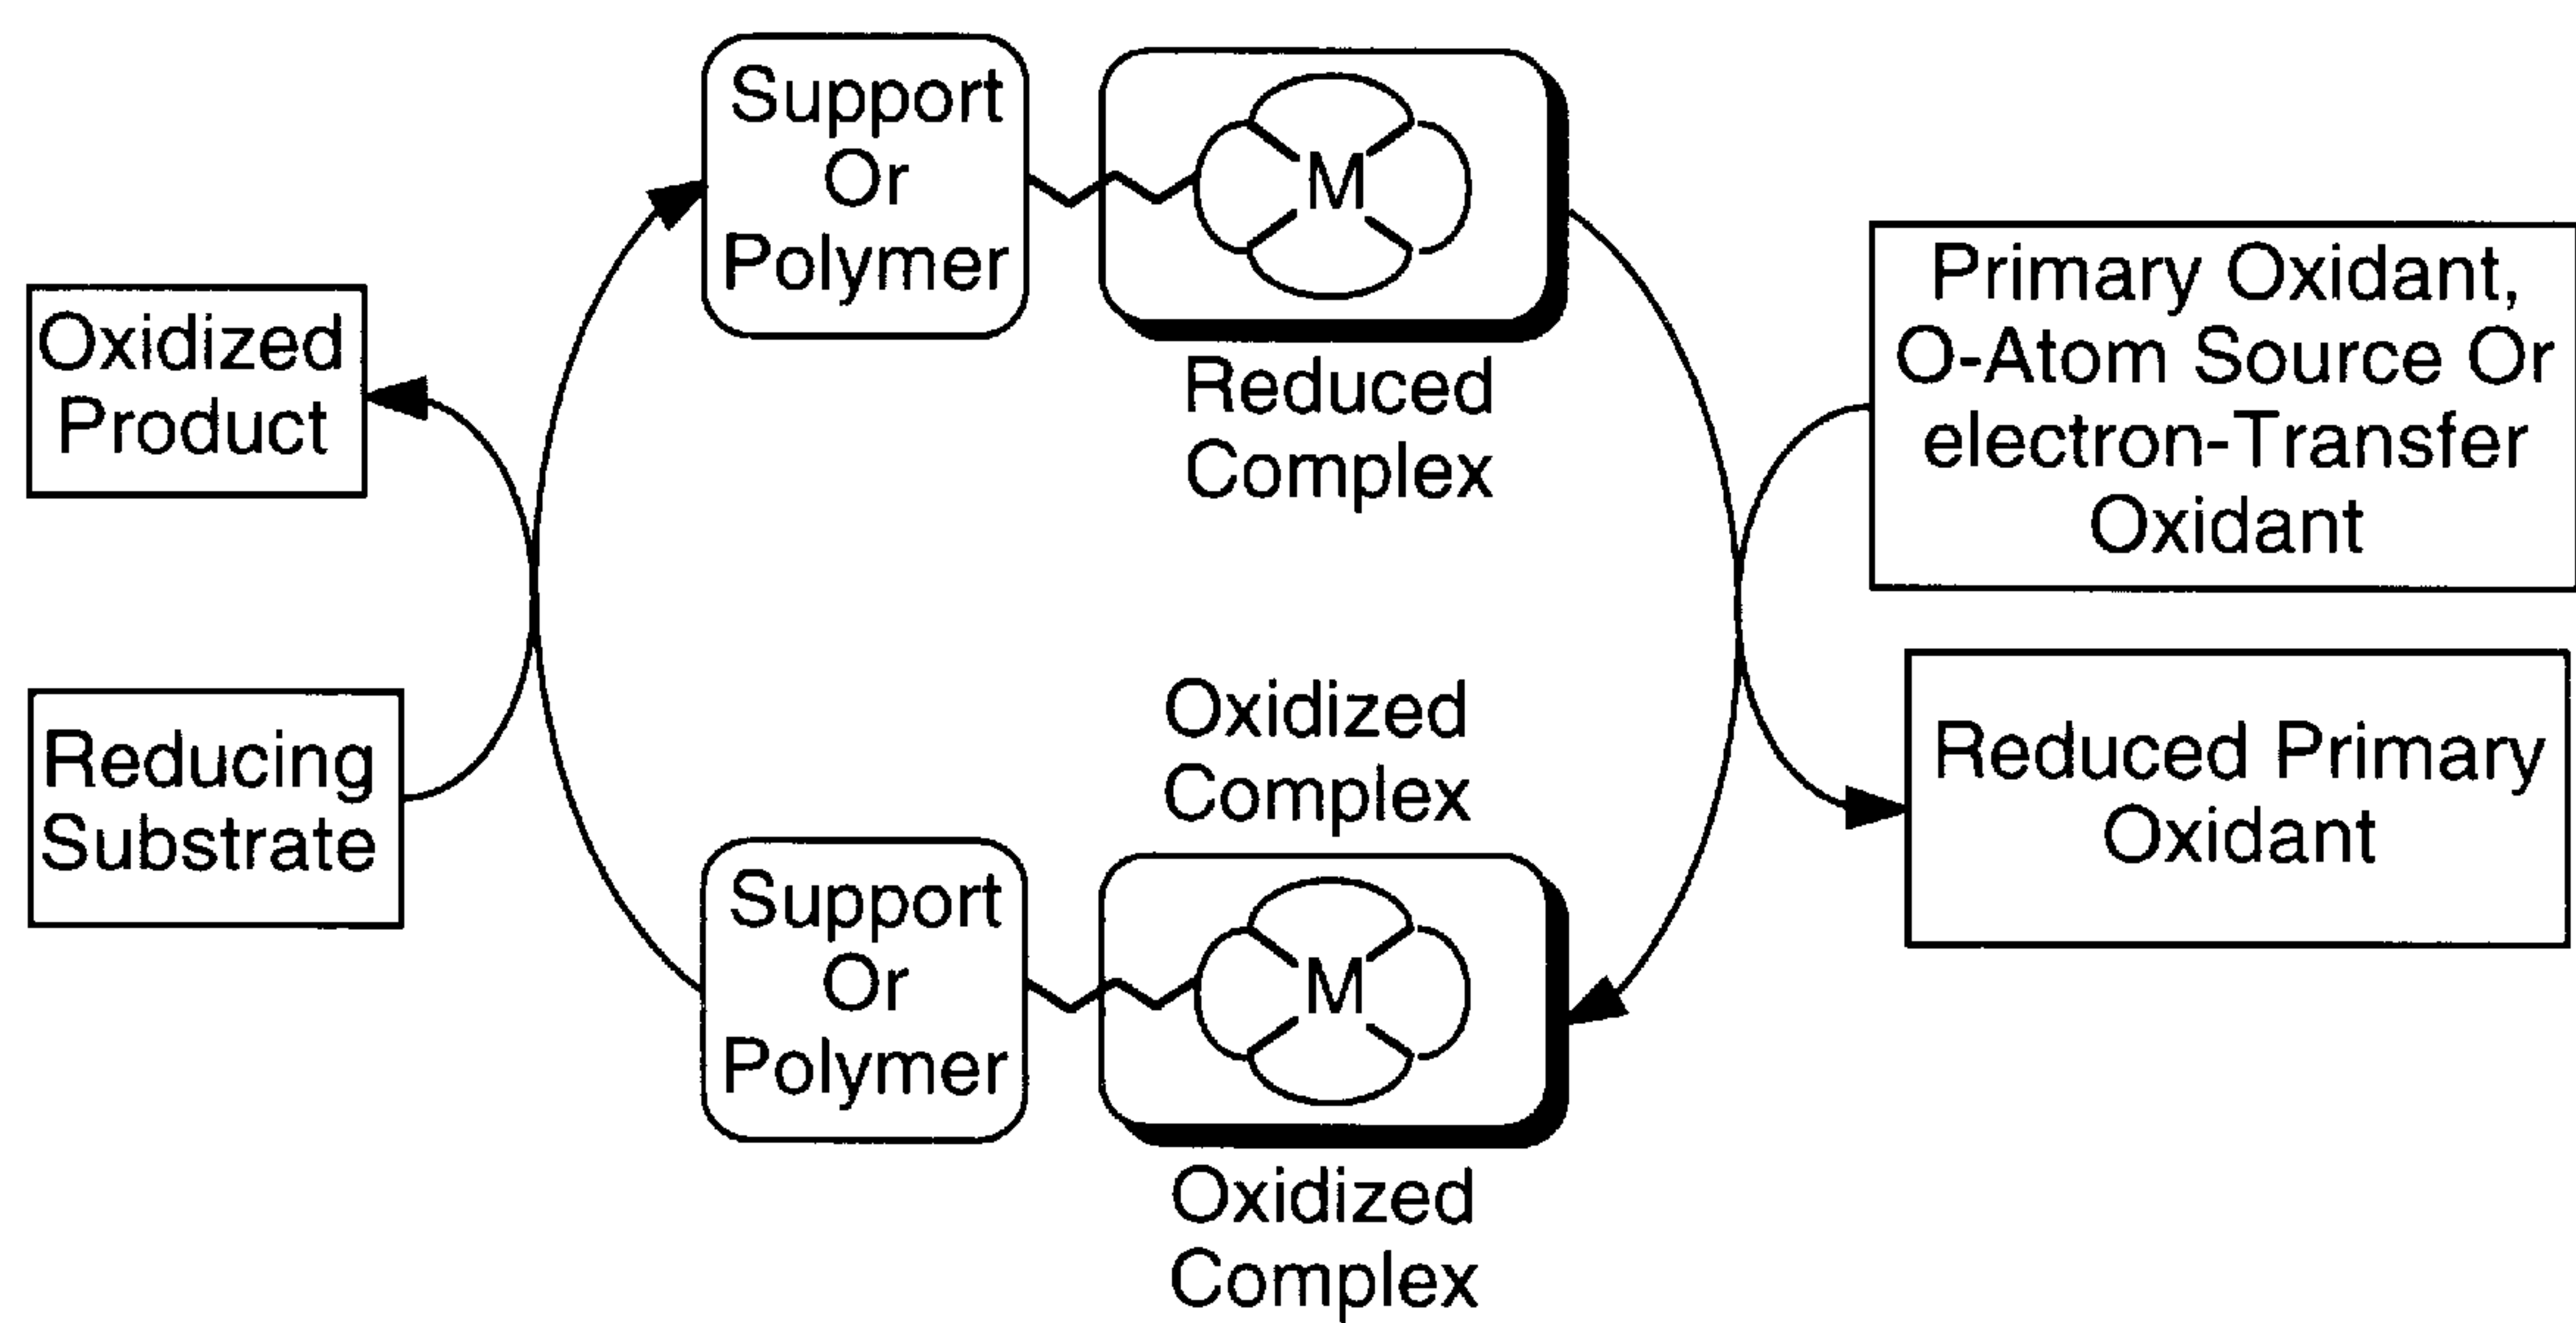 Support
Or
Polymer
M
Reduced
Complex
Oxidized
Product
Primary Oxidant,
O-Atom Source Or
electron-Transfer
Oxidant
Reducing
Substrate
Oxidized
Complex
Reduced Primary
Oxidant
Support
Or
Polymer
M
Oxidized
Complex